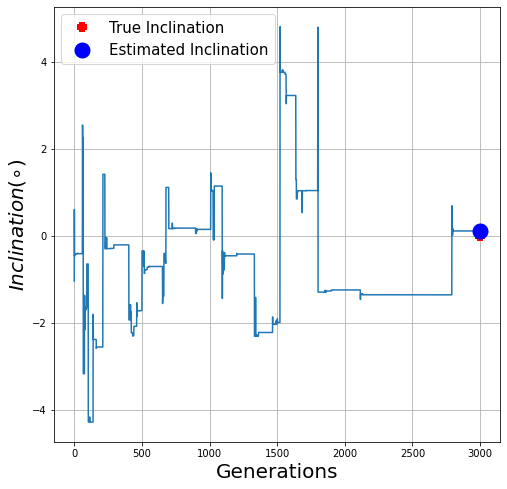 True Inclination
Estimated Inclination
4
2
0
−2
−4
Inclination(∘)
0 500 1000 1500 2000 2500 3000
Generations